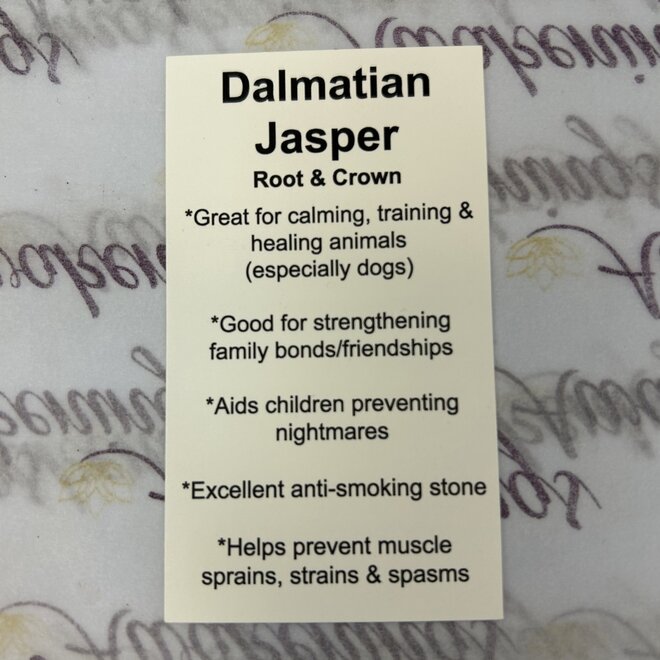 Dalmatian
Jasper
Root & Crown
*Great for calming, training &
healing animals
(especially dogs)
*Good for strengthening
family bonds/friendships
*Aids children preventing
nightmares
*Excellent anti-smoking stone
*Helps prevent muscle
sprains, strains & spasms